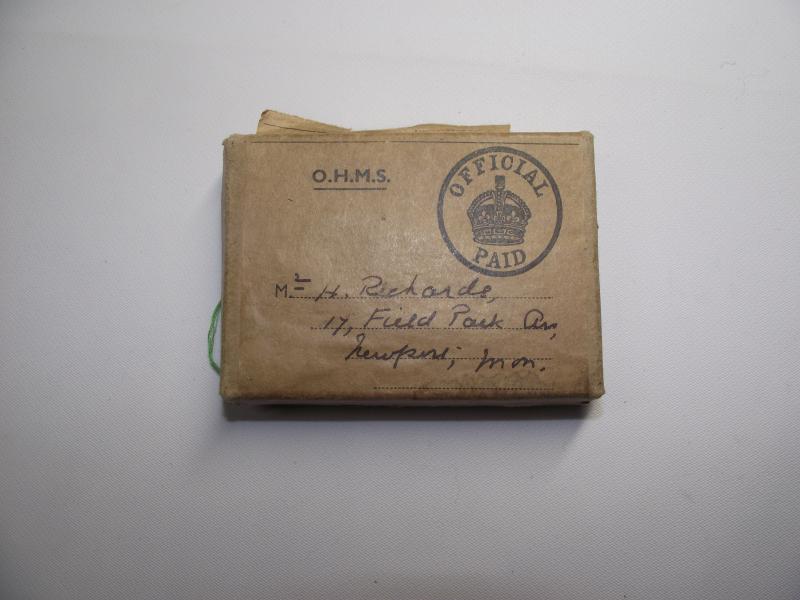 O.H.M.S.
OFFICIAL
PAID
Mr H. Richards,
17, Field Park Av,
Newport, Mon.